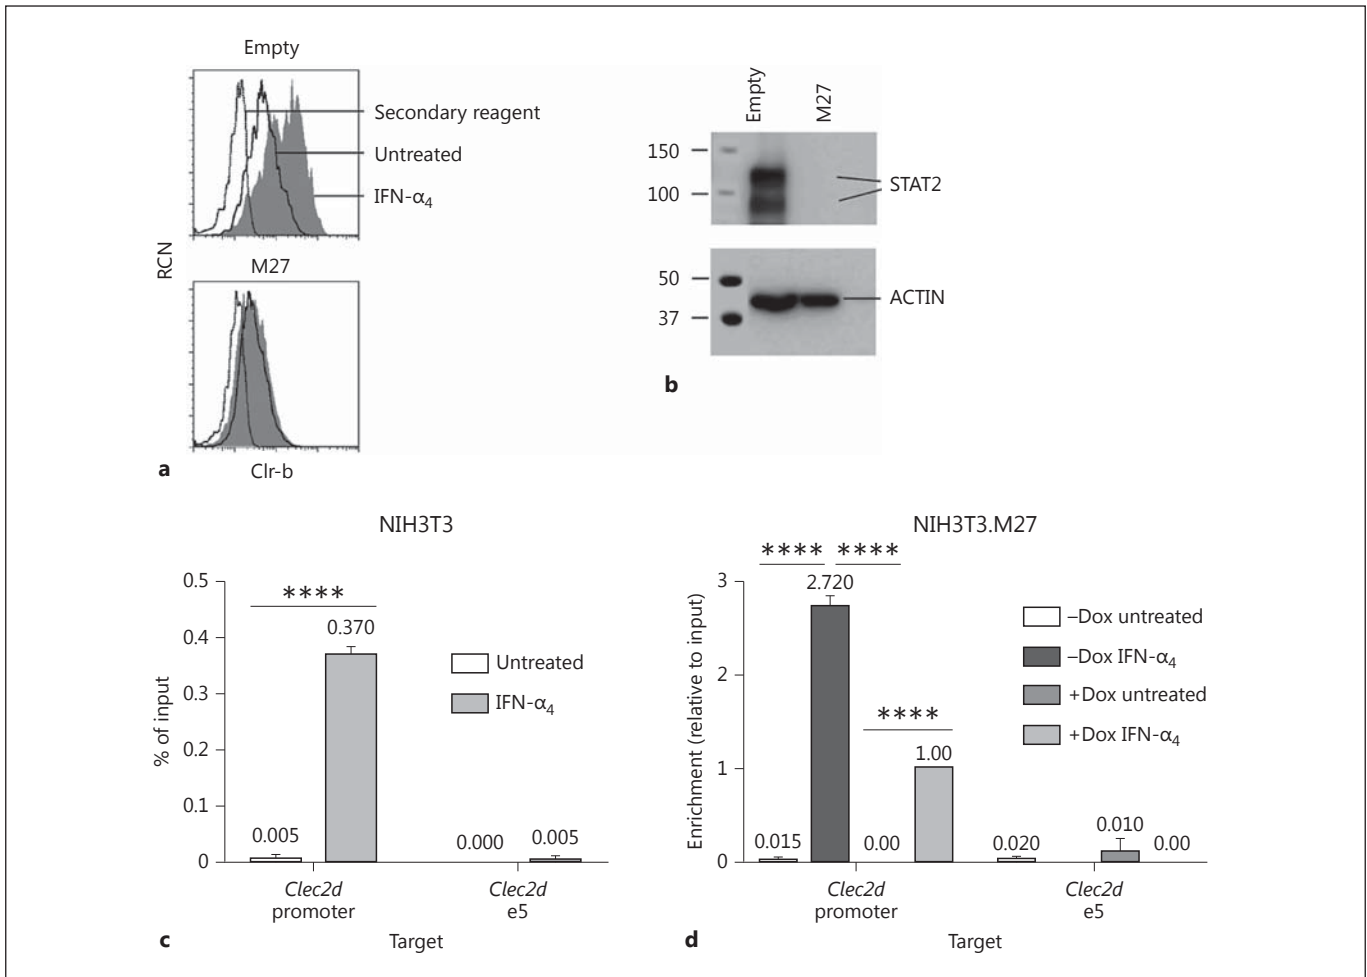 Empty
Secondary reagent
Untreated
IFN-α4
RCN
M27
Clr-b
a
Empty
M27
150
100
STAT2
50
37
ACTIN
b
NIH3T3
% of input
0.5
0.4
0.3
0.2
0.1
0
****
0.370
0.005
0.000
0.005
Untreated
IFN-α4
Clec2d
promoter
Clec2d
e5
Target
c
NIH3T3.M27
Enrichment (relative to input)
3
2
1
0
**** ****
2.720
****
1.00
0.015
0.00
0.020
0.010
0.00
–Dox untreated
–Dox IFN-α4
+Dox untreated
+Dox IFN-α4
Clec2d
promoter
Clec2d
e5
Target
d